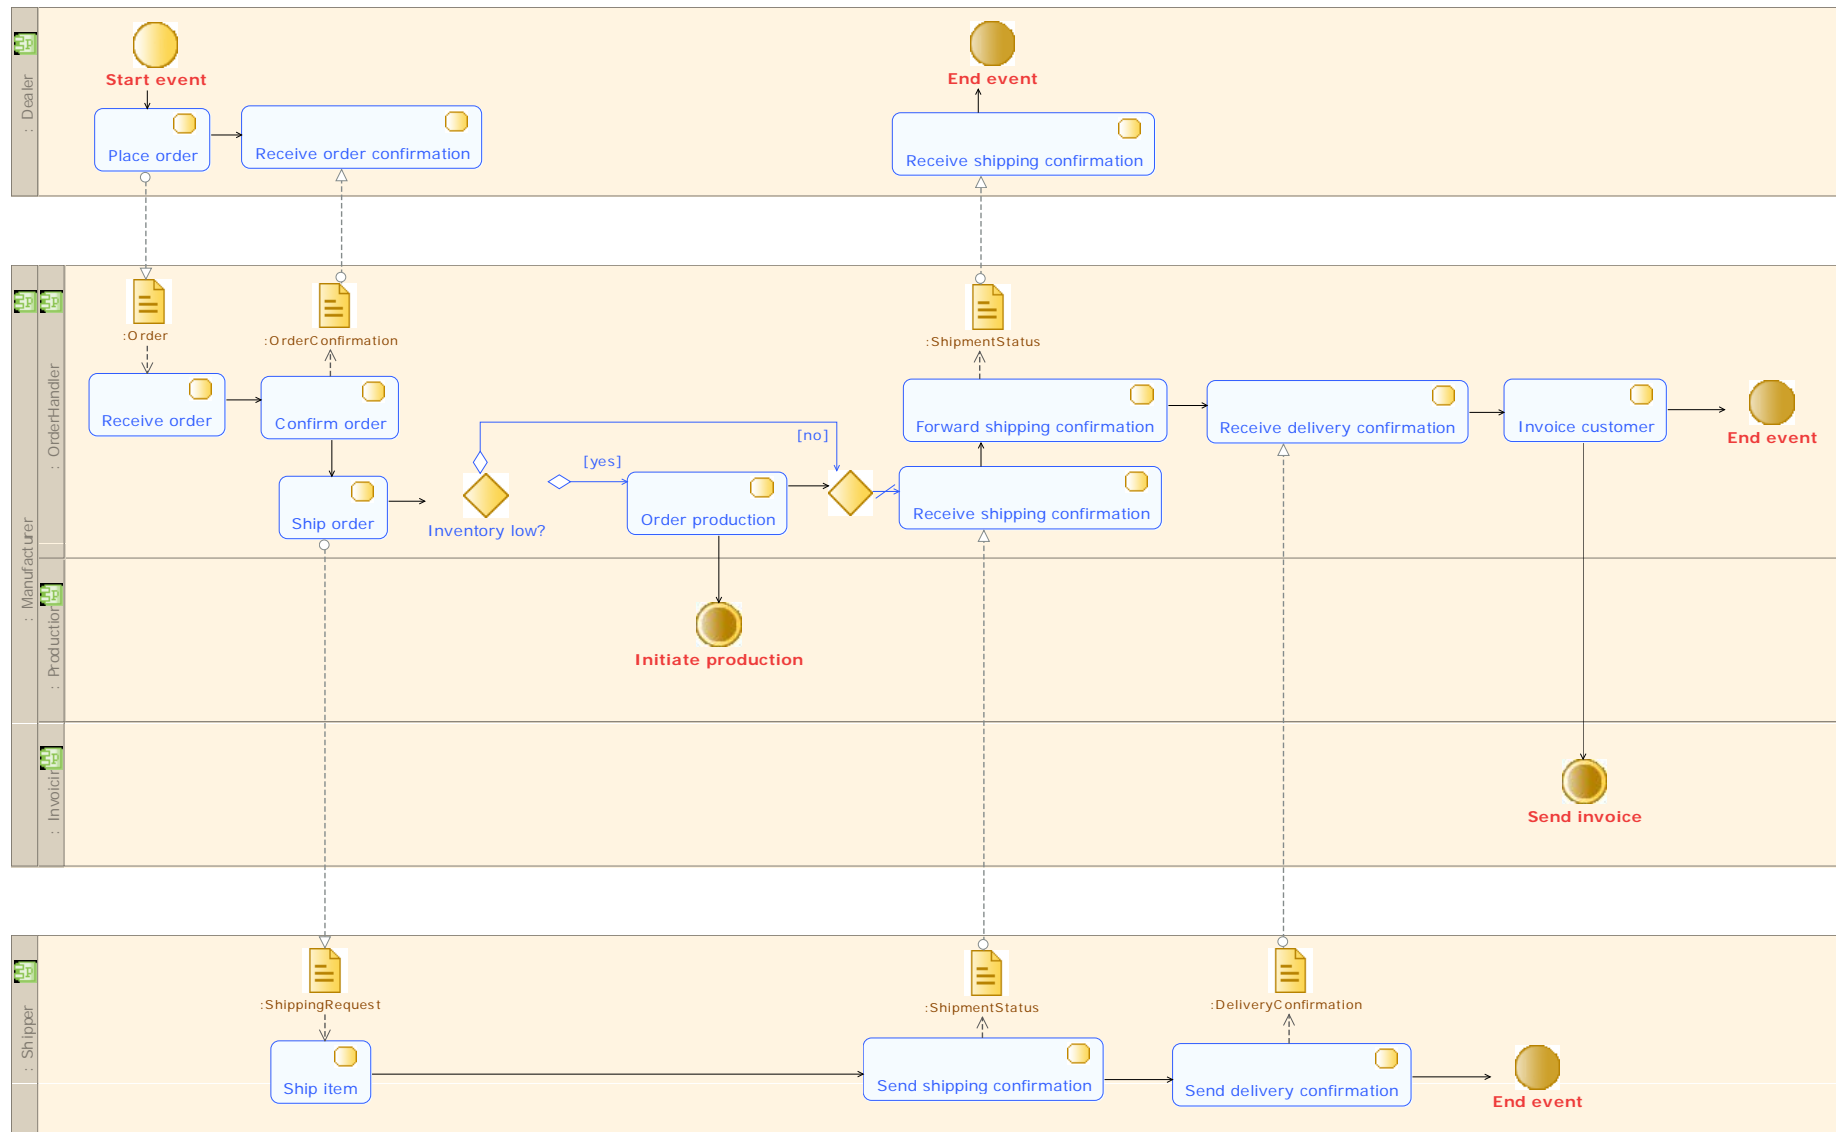 : Dealer
Start event
End event
Place order
Receive order confirmation
Receive shipping confirmation
: Manufacturer
: OrderHandler
:Order
:OrderConfirmation
:ShipmentStatus
Receive order
Confirm order
Forward shipping confirmation
Receive delivery confirmation
Invoice customer
End event
[no]
[yes]
Ship order
Inventory low?
Order production
Receive shipping confirmation
: Production
Initiate production
: Invoicin
Send invoice
: Shipper
:ShippingRequest
:ShipmentStatus
:DeliveryConfirmation
Ship item
Send shipping confirmation
Send delivery confirmation
End event